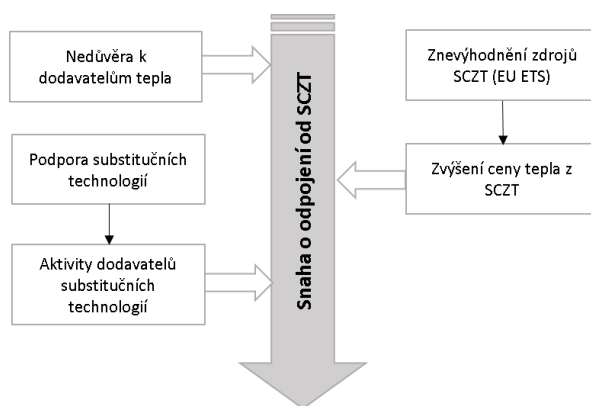 Nedůvěra k
dodavatelům tepla
Podpora substitučních
technologií
Aktivity dodavatelů
substitučních
technologií
Snaha o odpojení od SCZT
Znevýhodnění zdrojů
SCZT (EU ETS)
Zvýšení ceny tepla z
SCZT